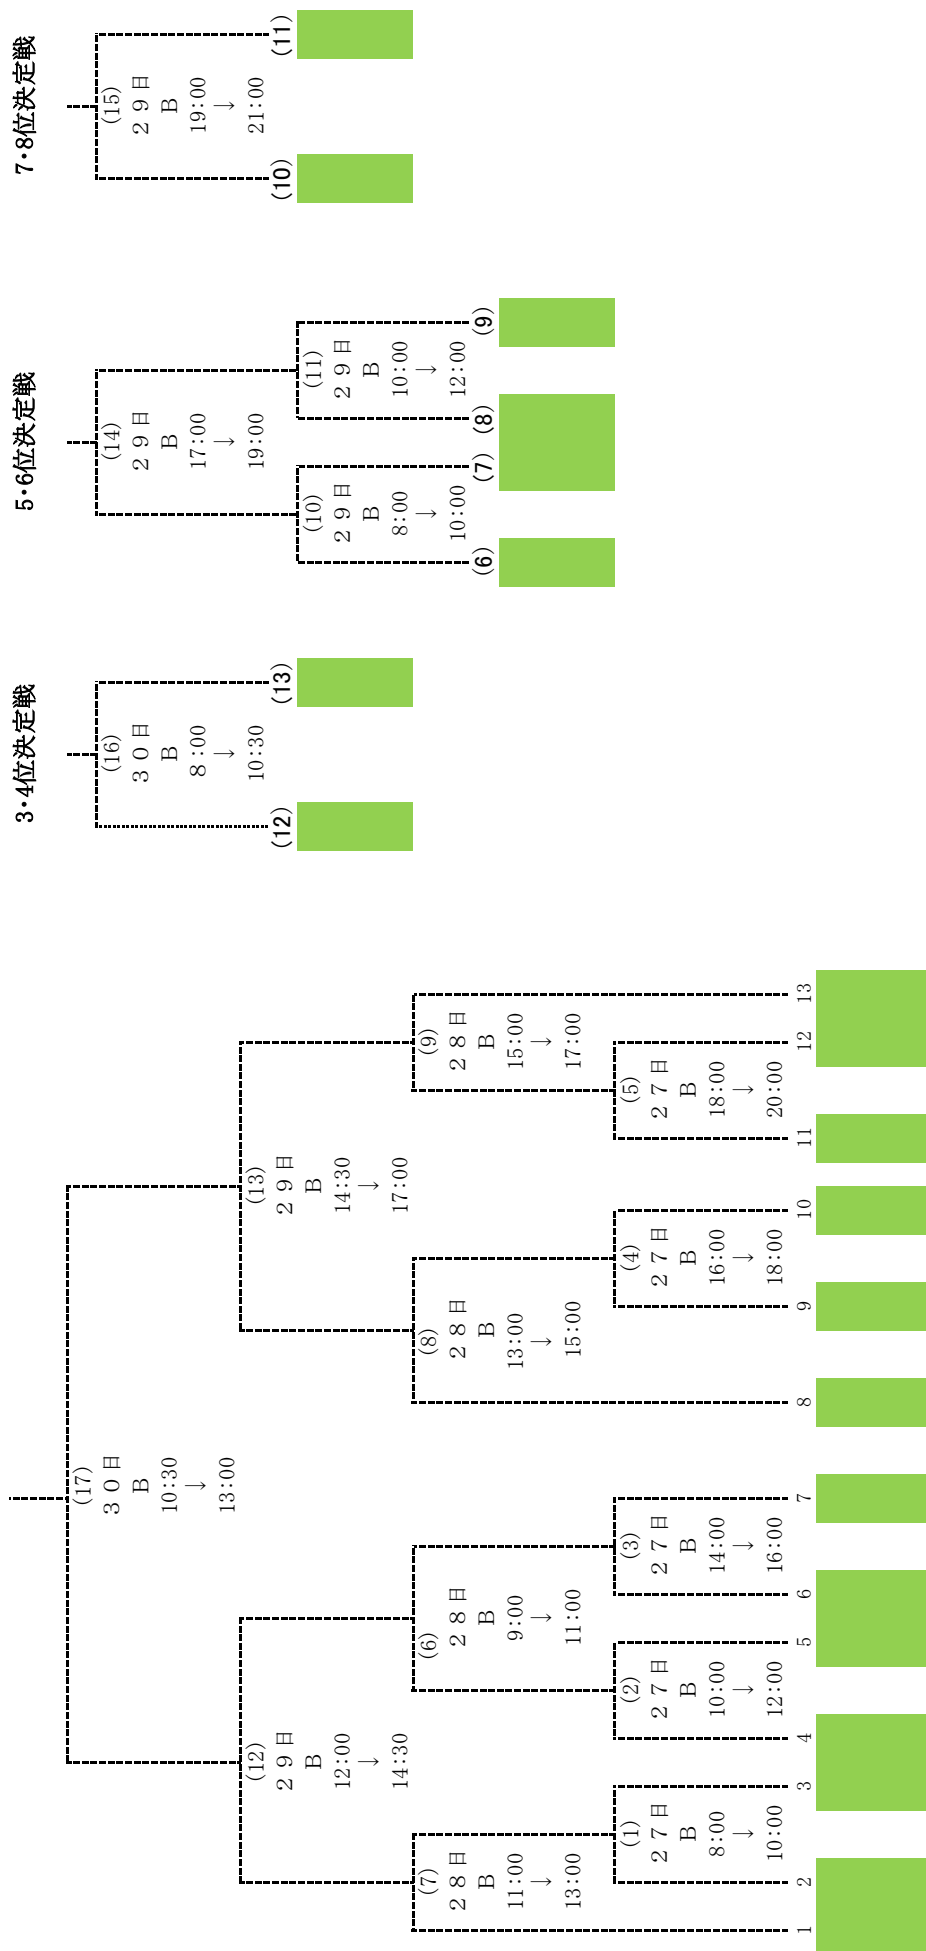 (17)
30日
B
10:30
→
13:00
(12)
29日
B
12:00
→
14:30
(13)
29日
B
14:30
→
17:00
(7)
28日
B
11:00
→
13:00
(6)
28日
B
9:00
→
11:00
(8)
28日
B
13:00
→
15:00
(9)
28日
B
15:00
→
17:00
(1)
27日
B
8:00
→
10:00
(2)
27日
B
10:00
→
12:00
(3)
27日
B
14:00
→
16:00
(4)
27日
B
16:00
→
18:00
(5)
27日
B
18:00
→
20:00
1
2
3
4
5
6
7
8
9
10
11
12
13
3・4位決定戦
(16)
30日
B
8:00
→
10:30
(12)
(13)
5・6位決定戦
(14)
29日
B
17:00
→
19:00
(10)
29日
B
8:00
→
10:00
(11)
29日
B
10:00
→
12:00
(6)
(7)
(8)
(9)
7・8位決定戦
(15)
29日
B
19:00
→
21:00
(10)
(11)